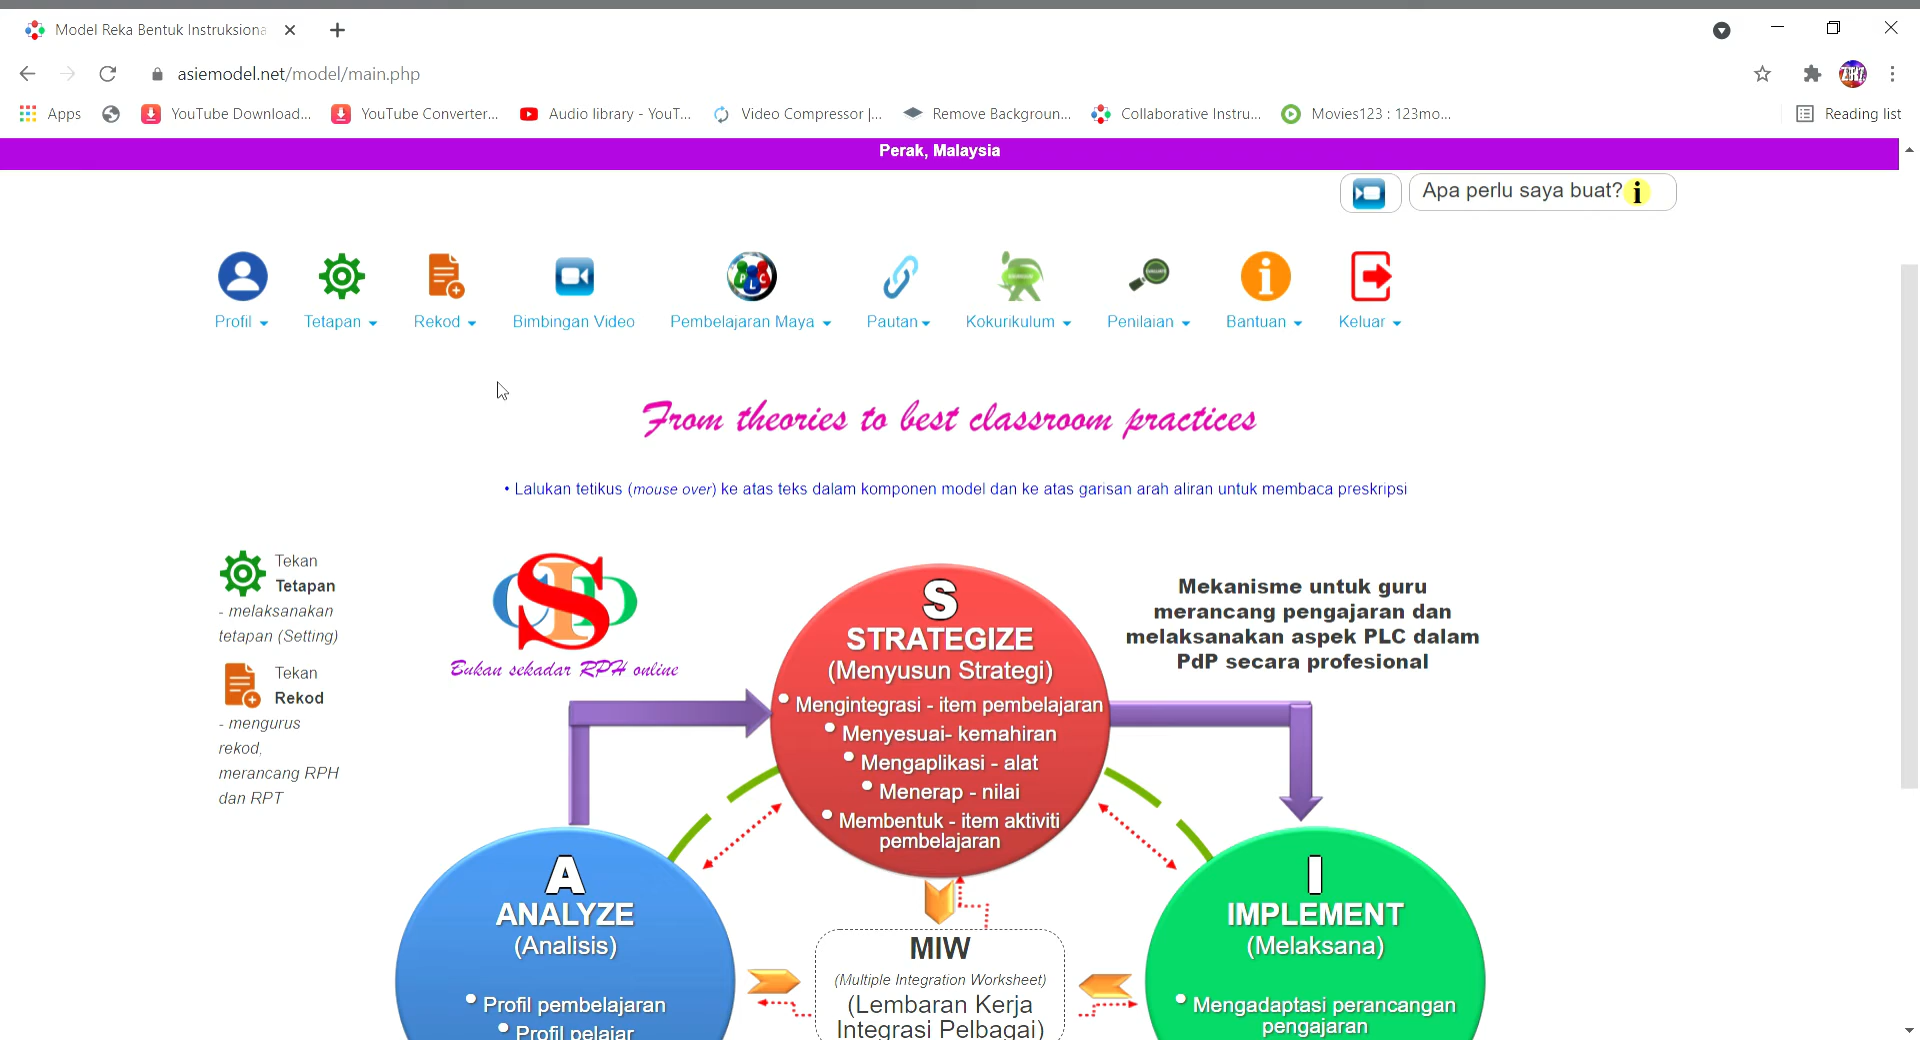 Model Reka Bentuk Instruksiona
asiemodel.net/model/main.php
Apps
YouTube Download...
YouTube Converter...
Audio library - YouT...
Video Compressor |...
Remove Backgroun...
Collaborative Instru...
Movies123 : 123mo...
Reading list
Perak, Malaysia
Apa perlu saya buat? i
Profil
Tetapan
Rekod
Bimbingan Video
Pembelajaran Maya
Pautan
Kokurikulum
Penilaian
Bantuan
Keluar
From theories to best classroom practices
• Lalukan tetikus (mouse over) ke atas teks dalam komponen model dan ke atas garisan arah aliran untuk membaca preskripsi
Tekan
Tetapan
- melaksanakan
tetapan (Setting)
Tekan
Rekod
- mengurus
rekod,
merancang RPH
dan RPT
Bukan sekadar RPH online
S
STRATEGIZE
(Menyusun Strategi)
• Mengintegrasi - item pembelajaran
• Menyesuai- kemahiran
• Mengaplikasi - alat
• Menerap - nilai
• Membentuk - item aktiviti
pembelajaran
Mekanisme untuk guru
merancang pengajaran dan
melaksanakan aspek PLC dalam
PdP secara profesional
A
ANALYZE
(Analisis)
• Profil pembelajaran
• Profil pelajar
MIW
(Multiple Integration Worksheet)
(Lembaran Kerja
Integrasi Pelbagai)
I
IMPLEMENT
(Melaksana)
• Mengadaptasi perancangan
pengajaran